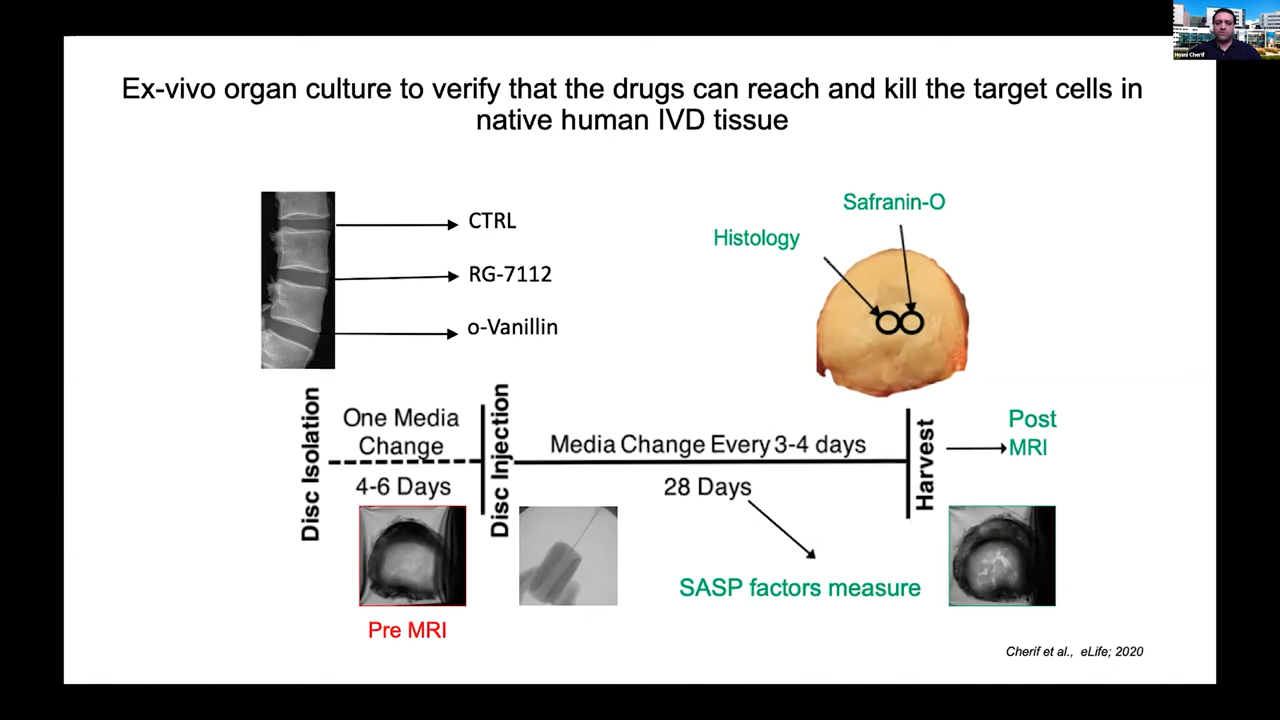 Hosni Cherif
Ex-vivo organ culture to verify that the drugs can reach and kill the target cells in
native human IVD tissue
CTRL
RG-7112
o-Vanillin
Safranin-O
Histology
Disc Isolation
One Media
Change
4-6 Days
Disc Injection
Media Change Every 3-4 days
28 Days
Harvest
Post
MRI
SASP factors measure
Pre MRI
Cherif et al., eLife; 2020